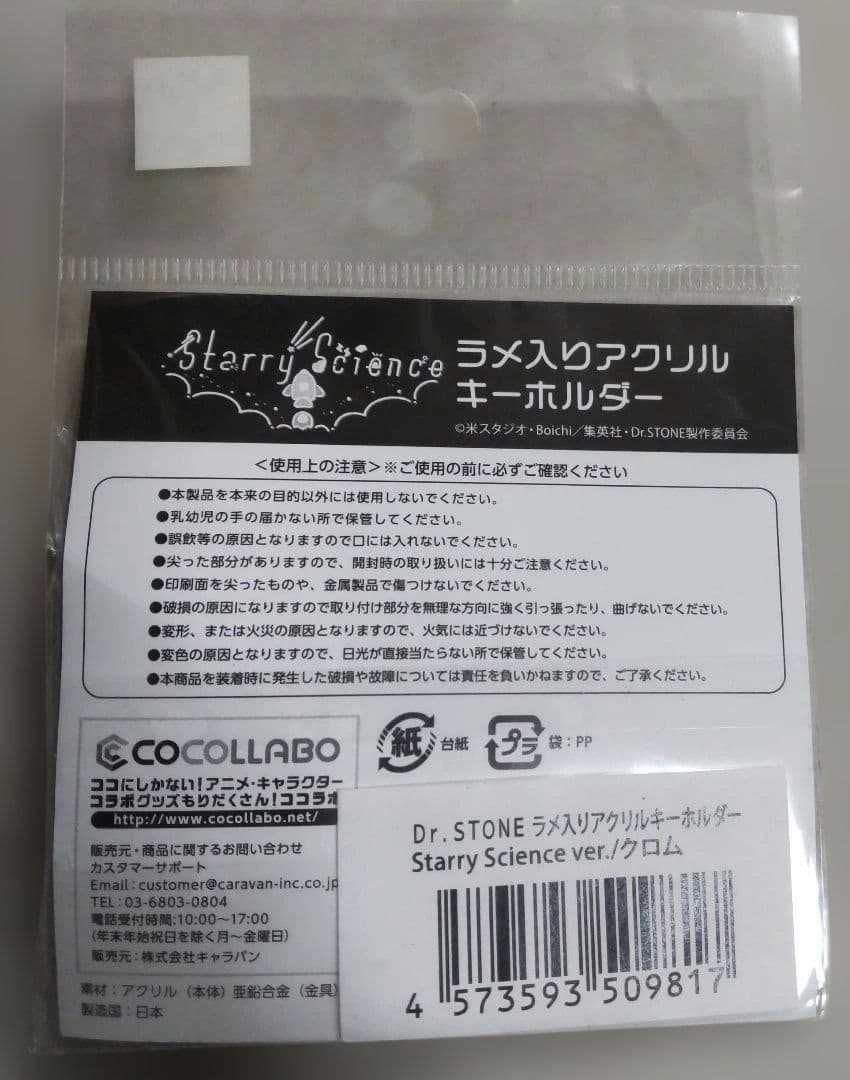 Starry Science
ラメ入りアクリル
キーホルダー
©米スタジオ・Boichi／集英社・Dr.STONE製作委員会
＜使用上の注意＞※ご使用の前に必ずご確認ください
●本製品を本来の目的以外には使用しないでください。
●乳幼児の手の届かない所で保管してください。
●誤飲等の原因となりますので口には入れないでください。
●尖った部分がありますので、開封時の取り扱いには十分ご注意ください。
●印刷面を尖ったものや、金属製品で傷つけないでください。
●破損の原因になりますので取り付け部分を無理な方向に強く引っ張ったり、曲げないでください。
●変形、または火災の原因となりますので、火気には近づけないでください。
●変色の原因となりますので、日光が直接当たらない所で保管してください。
●本商品を装着時に発生した破損や故障については責任を負いかねますので、ご了承ください。
COCOLLABO
ココにしかない！アニメ・キャラクター
コラボグッズもりだくさん！ココラボ
http://www.cocollabo.net/
販売元・商品に関するお問い合わせ
カスタマーサポート
Email：customer@caravan-inc.co.jp
TEL：03-6803-0804
電話受付時間:10:00～17:00
（年末年始祝日を除く月～金曜日）
販売元：株式会社キャラバン
素材：アクリル（本体）亜鉛合金（金具）
製造国：日本
紙 台紙
プラ 袋：PP
Dr.STONE ラメ入りアクリルキーホルダー
Starry Science ver./クロム
4 573593 509817